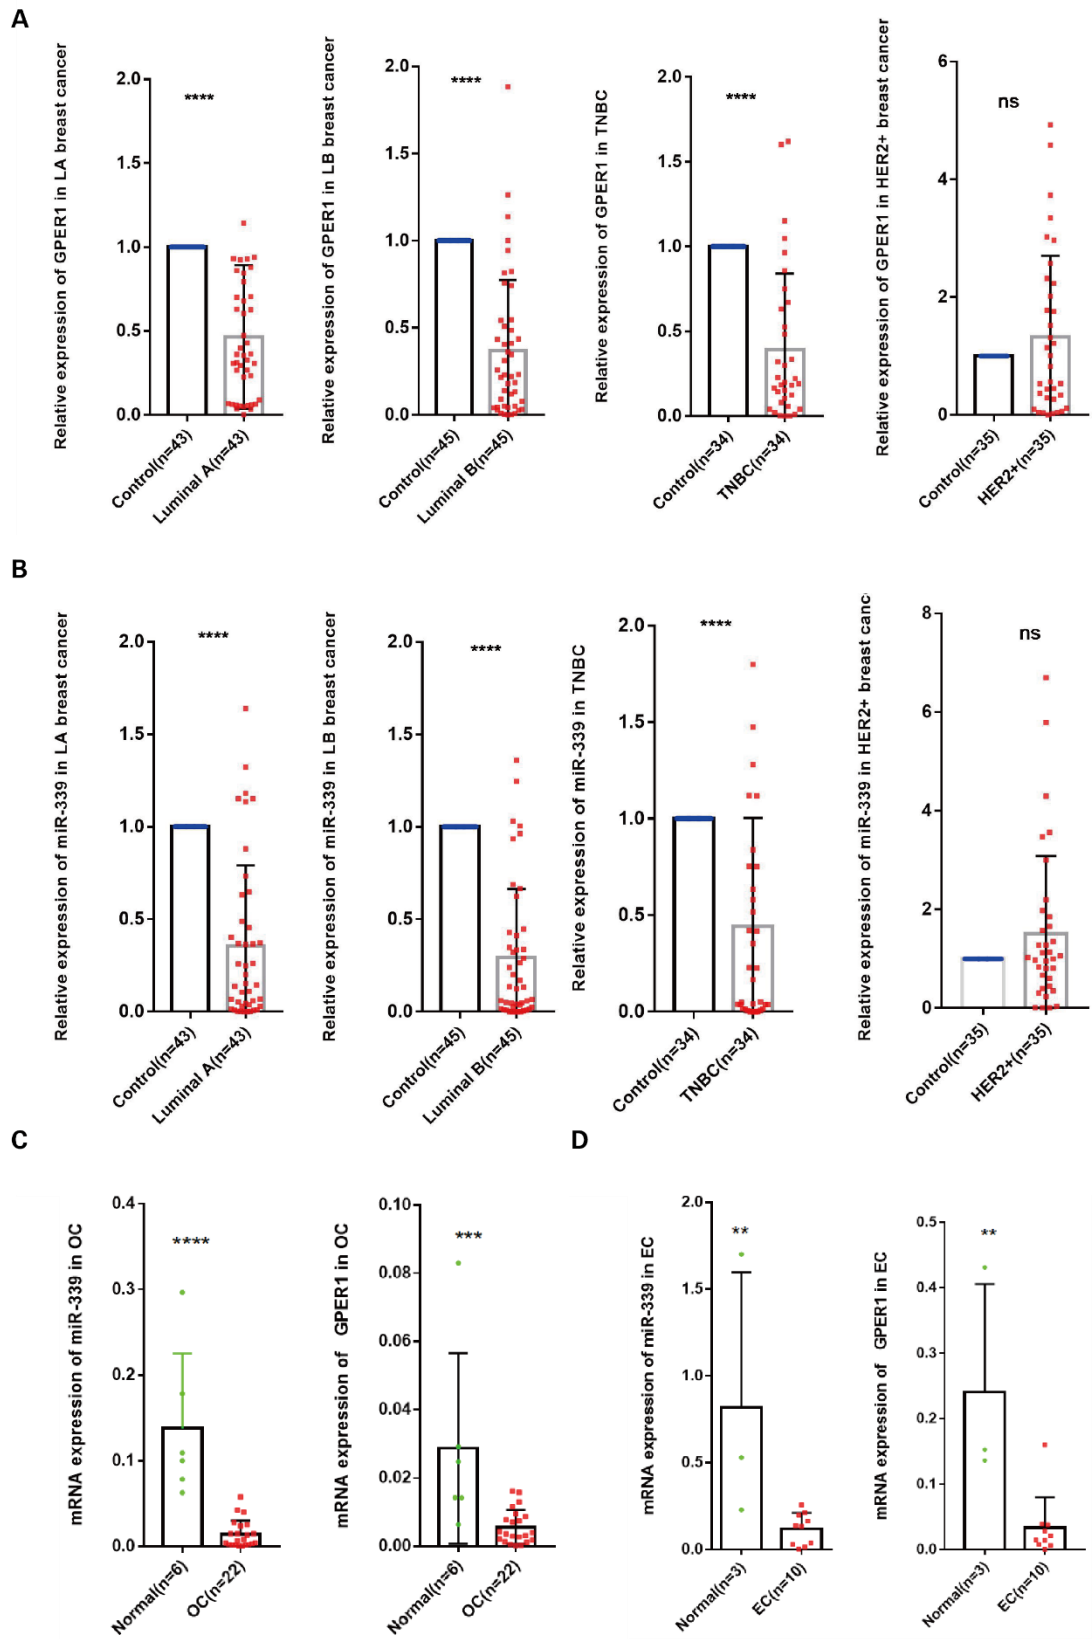 A
Relative expression of GPER1 in LA breast cancer
2.0
1.5
1.0
0.5
0.0
****
Control(n=43)
Luminal A(n=43)
Relative expression of GPER1 in LB breast cancer
2.0
1.5
1.0
0.5
0.0
****
Control(n=45)
Luminal B(n=45)
Relative expression of GPER1 in TNBC
2.0
1.5
1.0
0.5
0.0
****
Control(n=34)
TNBC(n=34)
Relative expression of GPER1 in HER2+ breast cancer
6
4
2
0
ns
Control(n=35)
HER2+(n=35)
B
Relative expression of miR-339 in LA breast cancer
2.0
1.5
1.0
0.5
0.0
****
Control(n=43)
Luminal A(n=43)
Relative expression of miR-339 in LB breast cancer
2.0
1.5
1.0
0.5
0.0
****
Control(n=45)
Luminal B(n=45)
Relative expression of miR-339 in TNBC
2.0
1.5
1.0
0.5
0.0
****
Control(n=34)
TNBC(n=34)
Relative expression of miR-339 in HER2+ breast canc
8
6
4
2
0
ns
Control(n=35)
HER2+(n=35)
C
mRNA expression of miR-339 in OC
0.4
0.3
0.2
0.1
0.0
****
Normal(n=6)
OC(n=22)
mRNA expression of GPER1 in OC
0.10
0.08
0.06
0.04
0.02
0.00
***
Normal(n=6)
OC(n=22)
D
mRNA expression of miR-339 in EC
2.0
1.5
1.0
0.5
0.0
**
Normal(n=3)
EC(n=10)
mRNA expression of GPER1 in EC
0.5
0.4
0.3
0.2
0.1
0.0
**
Normal(n=3)
EC(n=10)